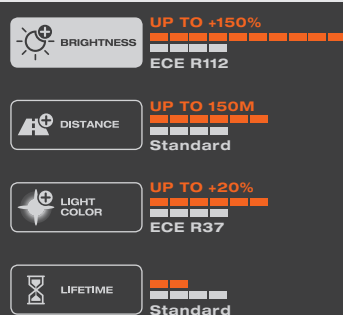 UP TO +150%
BRIGHTNESS
ECE R112
UP TO 150M
DISTANCE
Standard
UP TO +20%
LIGHT
COLOR
ECE R37
LIFETIME
Standard